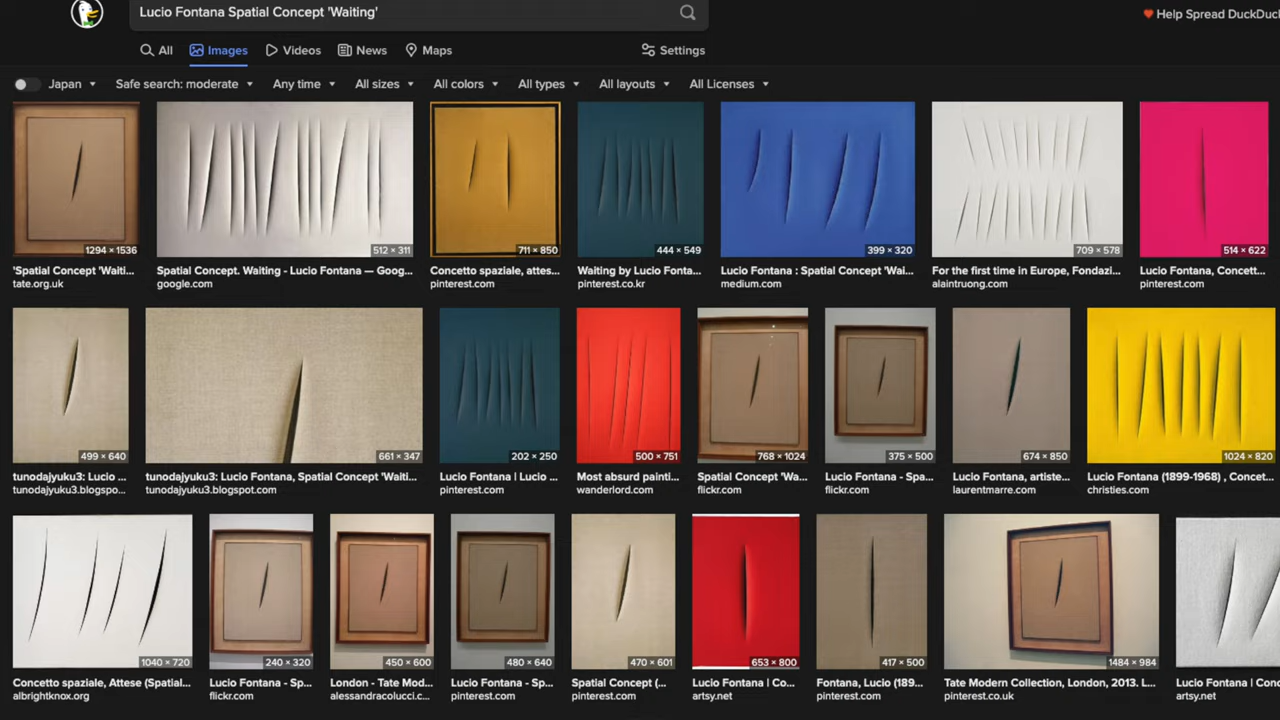 Lucio Fontana Spatial Concept 'Waiting'
Help Spread DuckDuc
All Images Videos News Maps Settings
Japan Safe search: moderate Any time All sizes All colors All types All layouts All Licenses
1294 × 1536 512 × 311 711 × 850 444 × 549 399 × 320 709 × 578 514 × 622
'Spatial Concept 'Waiti... Spatial Concept. Waiting - Lucio Fontana — Goog... Concetto spaziale, attes... Waiting by Lucio Fonta... Lucio Fontana : Spatial Concept 'Wai... For the first time in Europe, Fondazi... Lucio Fontana, Concett...
tate.org.uk google.com pinterest.com pinterest.co.kr medium.com alaintruong.com pinterest.com
499 × 640 661 × 347 202 × 250 500 × 751 768 × 1024 375 × 500 674 × 850 1024 × 820
tunodajyuku3: Lucio ... tunodajyuku3: Lucio Fontana, Spatial Concept 'Waiti... Lucio Fontana | Lucio ... Most absurd painti... Spatial Concept 'Wa... Lucio Fontana - Spa... Lucio Fontana, artiste... Lucio Fontana (1899-1968) , Concet...
tunodajyuku3.blogspo... tunodajyuku3.blogspot.com pinterest.com wanderlord.com flickr.com flickr.com laurentmarre.com christies.com
1040 × 720 240 × 320 450 × 600 480 × 640 470 × 601 653 × 800 417 × 500 1484 × 984
Concetto spaziale, Attese (Spatial... Lucio Fontana - Sp... London - Tate Mod... Lucio Fontana - Sp... Spatial Concept (... Lucio Fontana | Co... Fontana, Lucio (189... Tate Modern Collection, London, 2013. L... Lucio Fontana | Conc
albrightknox.org flickr.com alessandracolucci.c... pinterest.com pinterest.com artsy.net pinterest.com pinterest.co.uk artsy.net